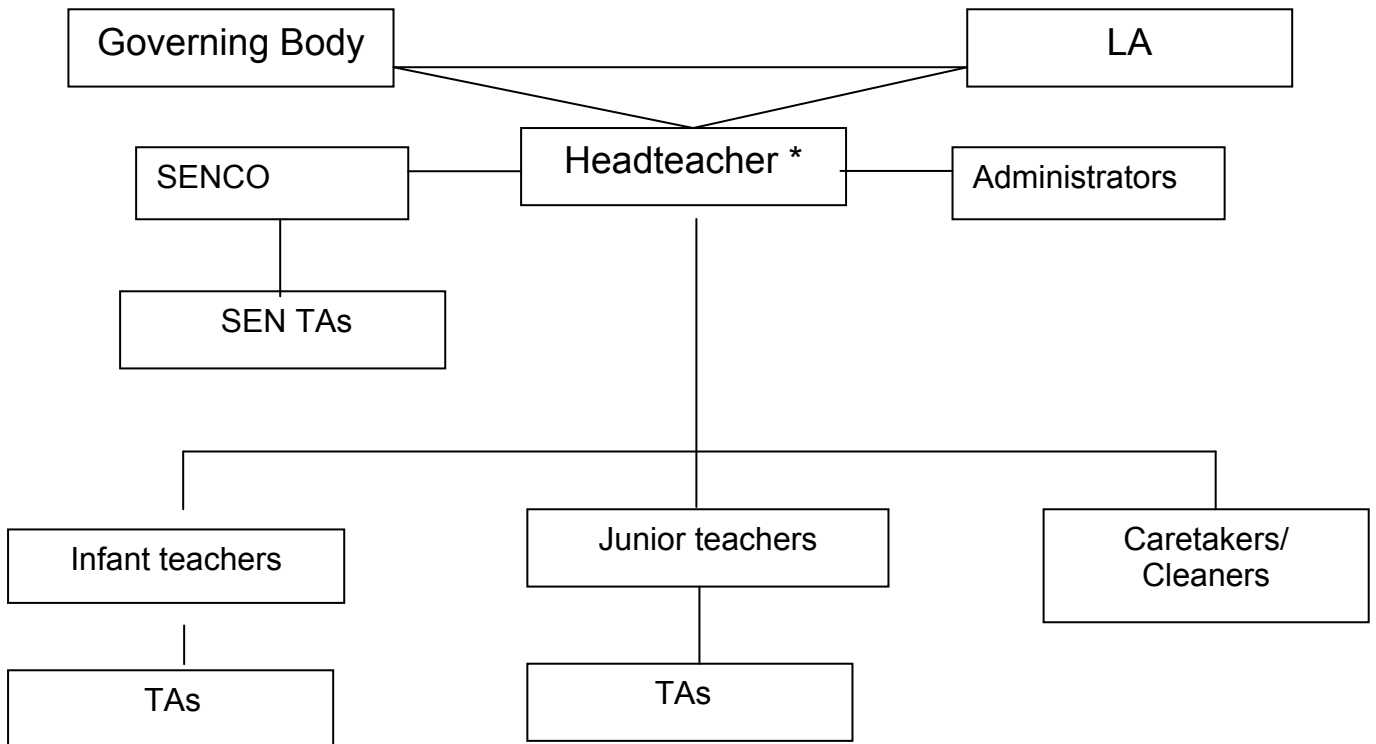 Governing Body
LA
Headteacher *
SENCO
Administrators
SEN TAs
Infant teachers
Junior teachers
Caretakers/
Cleaners
TAs
TAs